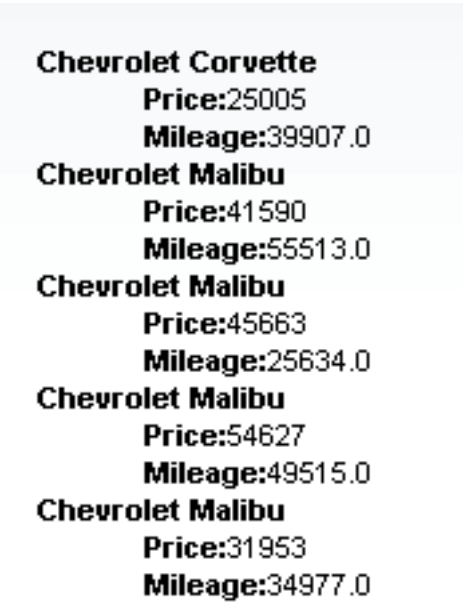 Chevrolet Corvette
Price:25005
Mileage:39907.0
Chevrolet Malibu
Price:41590
Mileage:55513.0
Chevrolet Malibu
Price:45663
Mileage:25634.0
Chevrolet Malibu
Price:54627
Mileage:49515.0
Chevrolet Malibu
Price:31953
Mileage:34977.0